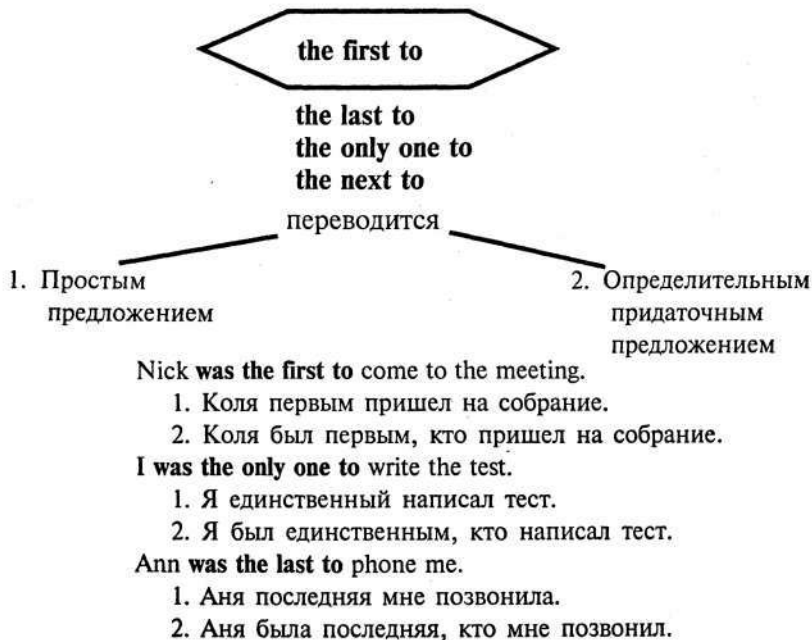 the first to
the last to
the only one to
the next to
переводится
1. Простым
предложением
2. Определительным
придаточным
предложением
Nick was the first to come to the meeting.
1. Коля первым пришел на собрание.
2. Коля был первым, кто пришел на собрание.
I was the only one to write the test.
1. Я единственный написал тест.
2. Я был единственным, кто написал тест.
Ann was the last to phone me.
1. Аня последняя мне позвонила.
2. Аня была последняя, кто мне позвонил.